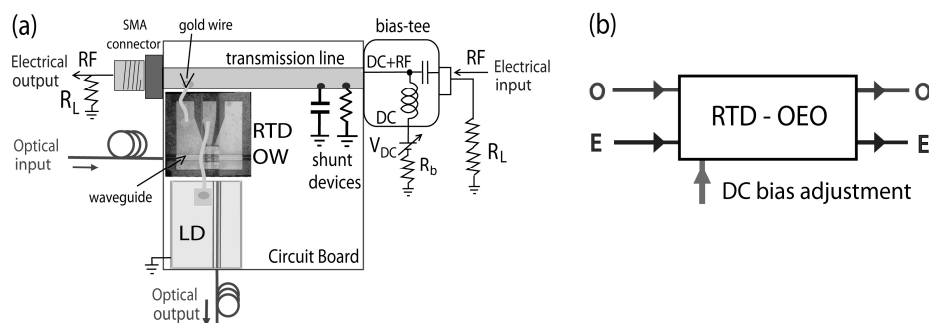 (a)
SMA
connector
gold wire
bias-tee
RF
Electrical
output
R_L
transmission line
DC+RF
RF
Electrical
input
DC
V_DC
R_b
R_L
RTD
OW
shunt
devices
Optical
input
waveguide
LD
Circuit Board
Optical
output
(b)
O
E
RTD - OEO
O
E
DC bias adjustment